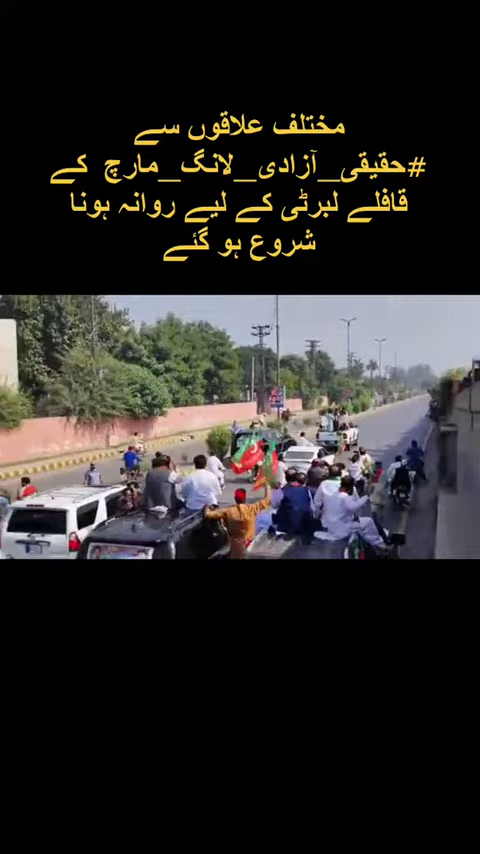 مختلف علاقوں سے
#حقیقی_آزادی_لانگ_مارچ کے
قافلے لبرٹی کے لیے روانہ ہونا
شروع ہو گئے